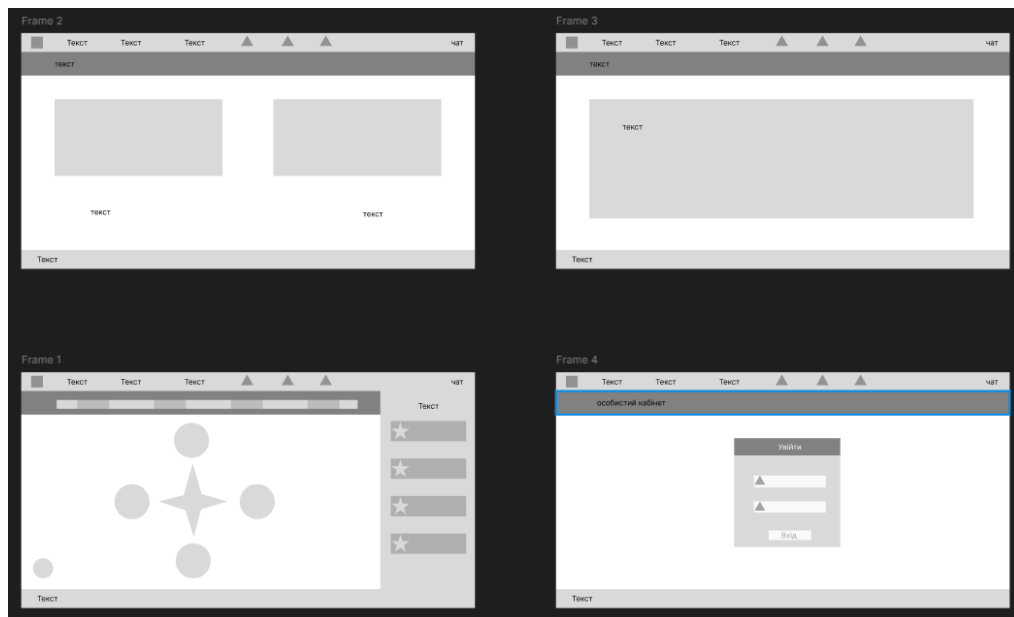 Frame 2
Текст Текст Текст чат
текст
текст текст
Текст
Frame 3
Текст Текст Текст чат
текст
текст
Текст
Frame 1
Текст Текст Текст чат
Текст
Текст
Frame 4
Текст Текст Текст чат
особистий кабінет
Увійти
Вхід
Текст